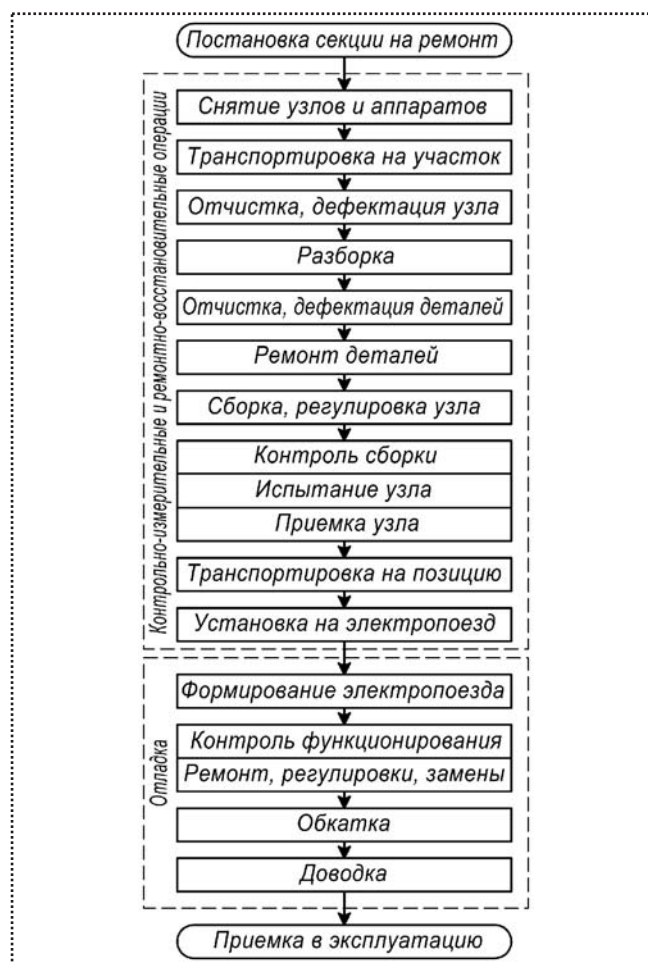 Постановка секции на ремонт
Контрольно-измерительные и ремонтно-восстановительные операции
Снятие узлов и аппаратов
Транспортировка на участок
Отчистка, дефектация узла
Разборка
Отчистка, дефектация деталей
Ремонт деталей
Сборка, регулировка узла
Контроль сборки
Испытание узла
Приемка узла
Транспортировка на позицию
Установка на электропоезд
Отладка
Формирование электропоезда
Контроль функционирования
Ремонт, регулировки, замены
Обкатка
Доводка
Приемка в эксплуатацию